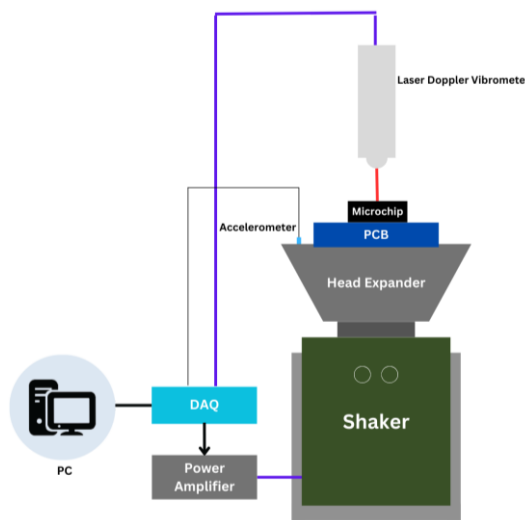 Laser Doppler Vibromete
Microchip
PCB
Accelerometer
Head Expander
Shaker
DAQ
PC
Power
Amplifier